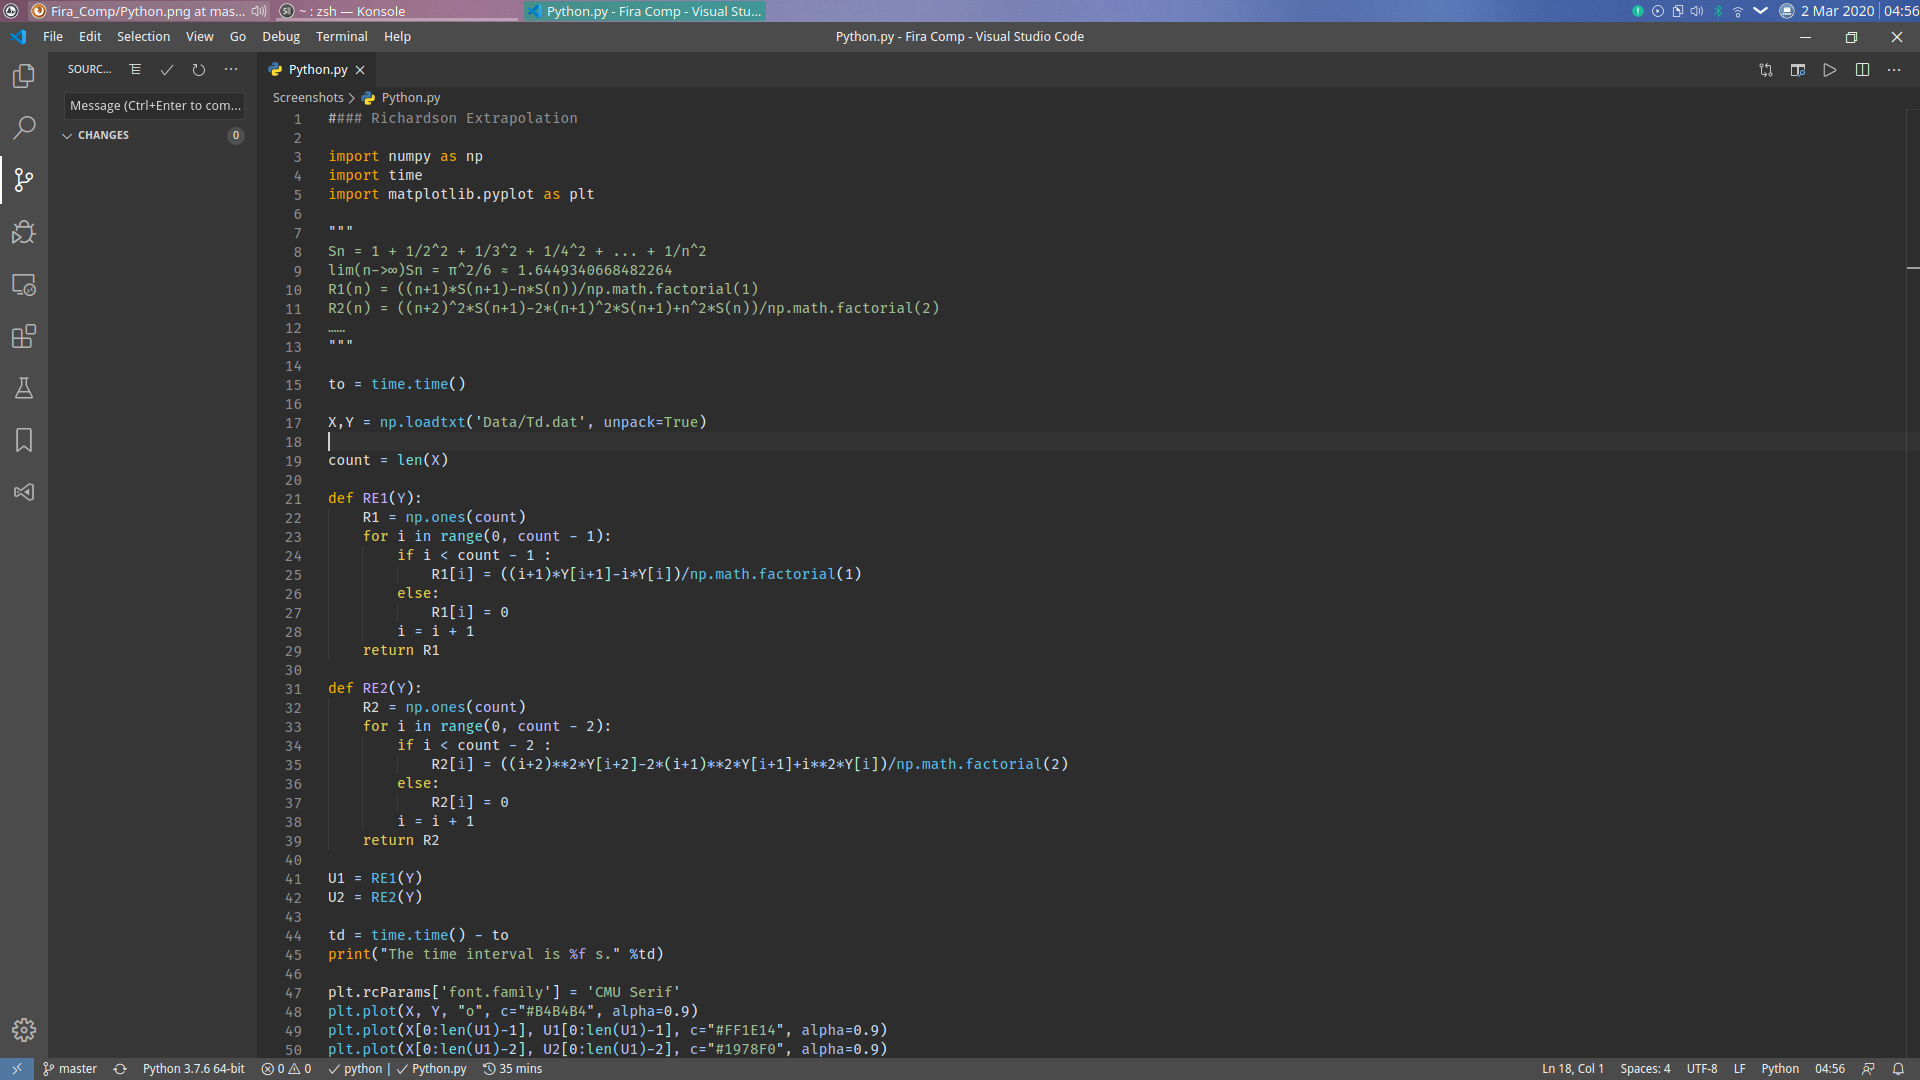 Fira_Comp/Python.png at mas...
~ : zsh — Konsole
Python.py - Fira Comp - Visual Stu...
2 Mar 2020 04:56
File Edit Selection View Go Debug Terminal Help
Python.py - Fira Comp - Visual Studio Code
SOURC...
Python.py
Message (Ctrl+Enter to com...
CHANGES 0
Screenshots > Python.py
1 #### Richardson Extrapolation
2
3 import numpy as np
4 import time
5 import matplotlib.pyplot as plt
6
7 """
8 Sn = 1 + 1/2^2 + 1/3^2 + 1/4^2 + ... + 1/n^2
9 lim(n->∞)Sn = π^2/6 ≈ 1.6449340668482264
10 R1(n) = ((n+1)*S(n+1)-n*S(n))/np.math.factorial(1)
11 R2(n) = ((n+2)^2*S(n+1)-2*(n+1)^2*S(n+1)+n^2*S(n))/np.math.factorial(2)
12 ……
13 """
14
15 to = time.time()
16
17 X,Y = np.loadtxt('Data/Td.dat', unpack=True)
18
19 count = len(X)
20
21 def RE1(Y):
22     R1 = np.ones(count)
23     for i in range(0, count - 1):
24         if i < count - 1 :
25             R1[i] = ((i+1)*Y[i+1]-i*Y[i])/np.math.factorial(1)
26         else:
27             R1[i] = 0
28         i = i + 1
29     return R1
30
31 def RE2(Y):
32     R2 = np.ones(count)
33     for i in range(0, count - 2):
34         if i < count - 2 :
35             R2[i] = ((i+2)**2*Y[i+2]-2*(i+1)**2*Y[i+1]+i**2*Y[i])/np.math.factorial(2)
36         else:
37             R2[i] = 0
38         i = i + 1
39     return R2
40
41 U1 = RE1(Y)
42 U2 = RE2(Y)
43
44 td = time.time() - to
45 print("The time interval is %f s." %td)
46
47 plt.rcParams['font.family'] = 'CMU Serif'
48 plt.plot(X, Y, "o", c="#B4B4B4", alpha=0.9)
49 plt.plot(X[0:len(U1)-1], U1[0:len(U1)-1], c="#FF1E14", alpha=0.9)
50 plt.plot(X[0:len(U1)-2], U2[0:len(U1)-2], c="#1978F0", alpha=0.9)
master Python 3.7.6 64-bit 0 0 ✓ python | ✓ Python.py 35 mins
Ln 18, Col 1 Spaces: 4 UTF-8 LF Python 04:56